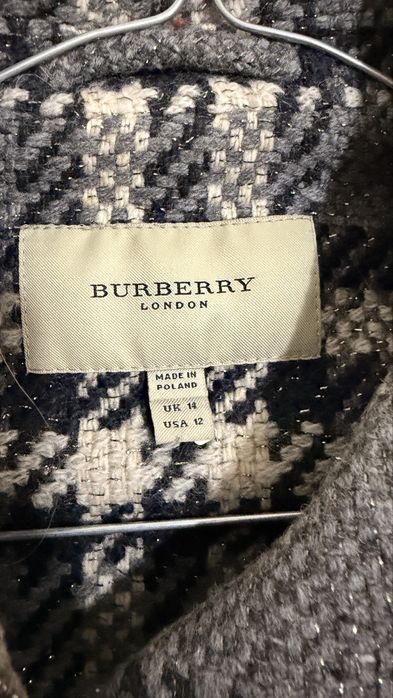 BURBERRY
LONDON
MADE IN
POLAND
UK 14
USA 12